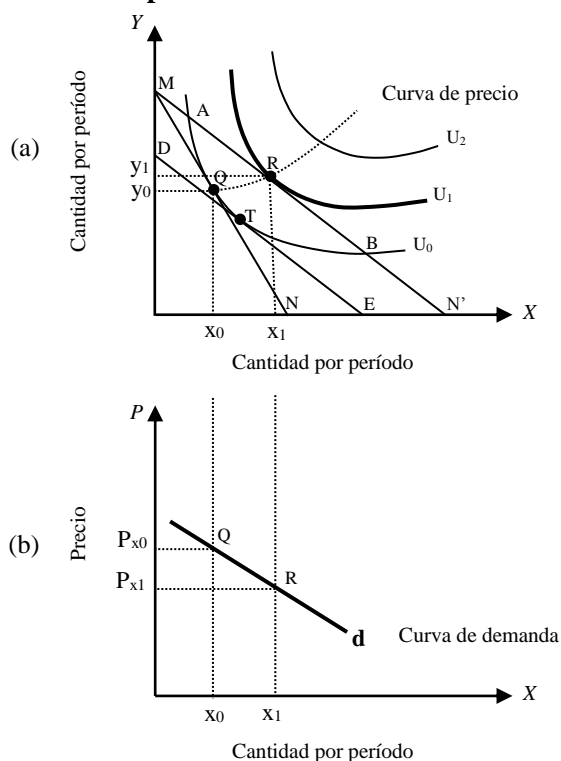 Y
M
A
Curva de precio
D
U₂
(a)
Cantidad por período
y₁
R
y₀
Q
U₁
T
B
U₀
N
E
N’
X
x₀
x₁
Cantidad por período
P
(b)
Precio
Pₓ₀
Q
Pₓ₁
R
d
Curva de demanda
X
x₀
x₁
Cantidad por período